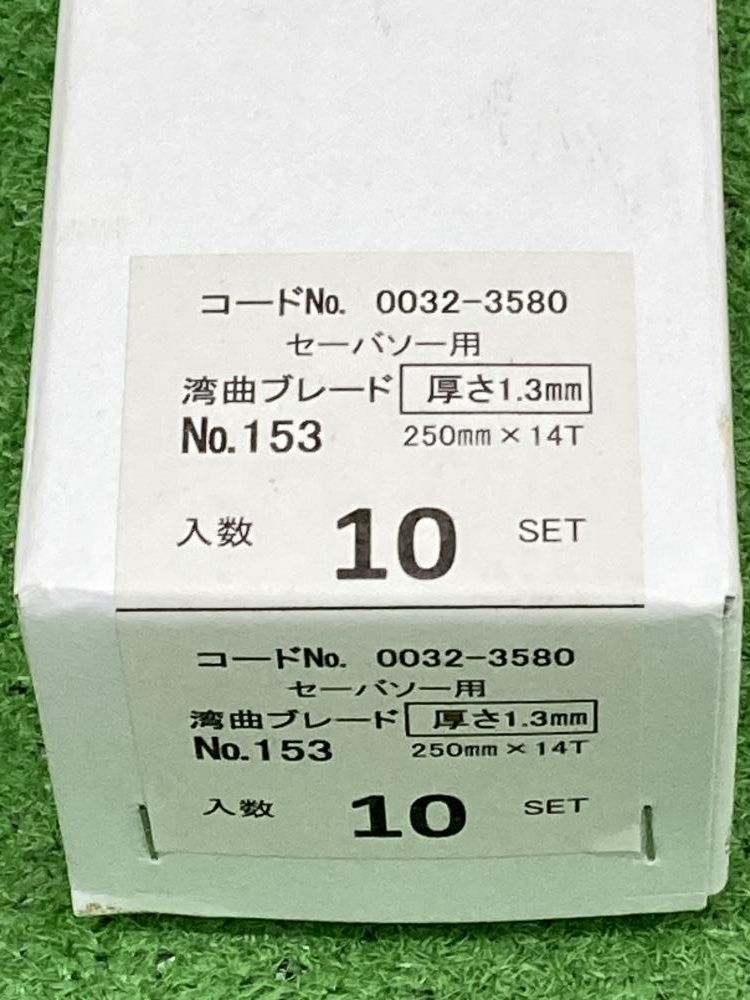 コードNo. 0032-3580
セーバソー用
湾曲ブレード 厚さ1.3mm
No.153 250mm×14T
入数 10 SET
コードNo. 0032-3580
セーバソー用
湾曲ブレード 厚さ1.3mm
No.153 250mm×14T
入数 10 SET